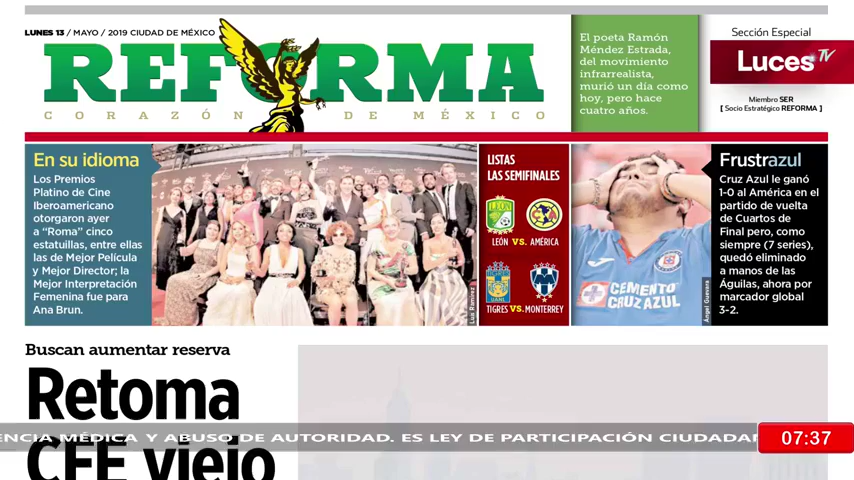 LUNES 13 / MAYO / 2019 CIUDAD DE MÉXICO
REFORMA
CORAZÓN DE MÉXICO
El poeta Ramón
Méndez Estrada,
del movimiento
infrarrealista,
murió un día como
hoy, pero hace
cuatro años.
Sección Especial
Luces TV
Miembro SER
[ Socio Estratégico REFORMA ]
En su idioma
Los Premios
Platino de Cine
Iberoamericano
otorgaron ayer
a “Roma” cinco
estatuillas, entre ellas
las de Mejor Película
y Mejor Director; la
Mejor Interpretación
Femenina fue para
Ana Brun.
Luis Ramírez
LISTAS
LAS SEMIFINALES
LEÓN VS. AMÉRICA
TIGRES VS. MONTERREY
CEMENTO
CRUZ AZUL
Ángel Guevara
Frustrazul
Cruz Azul le ganó
1-0 al América en el
partido de vuelta
de Cuartos de
Final pero, como
siempre (7 series),
quedó eliminado
a manos de las
Águilas, ahora por
marcador global
3-2.
Buscan aumentar reserva
Retoma
CFE viejo
ENCIA MÉDICA Y ABUSO DE AUTORIDAD. ES LEY DE PARTICIPACIÓN CIUDADA
07:37